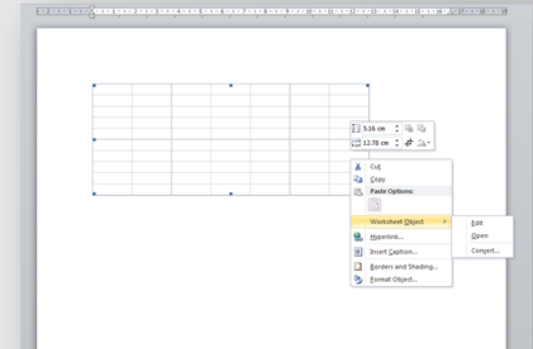 5.16 cm
12.78 cm
Cut
Copy
Paste Options:
Worksheet Object
Edit
Open
Hyperlink...
Convert...
Insert Caption...
Borders and Shading...
Format Object...